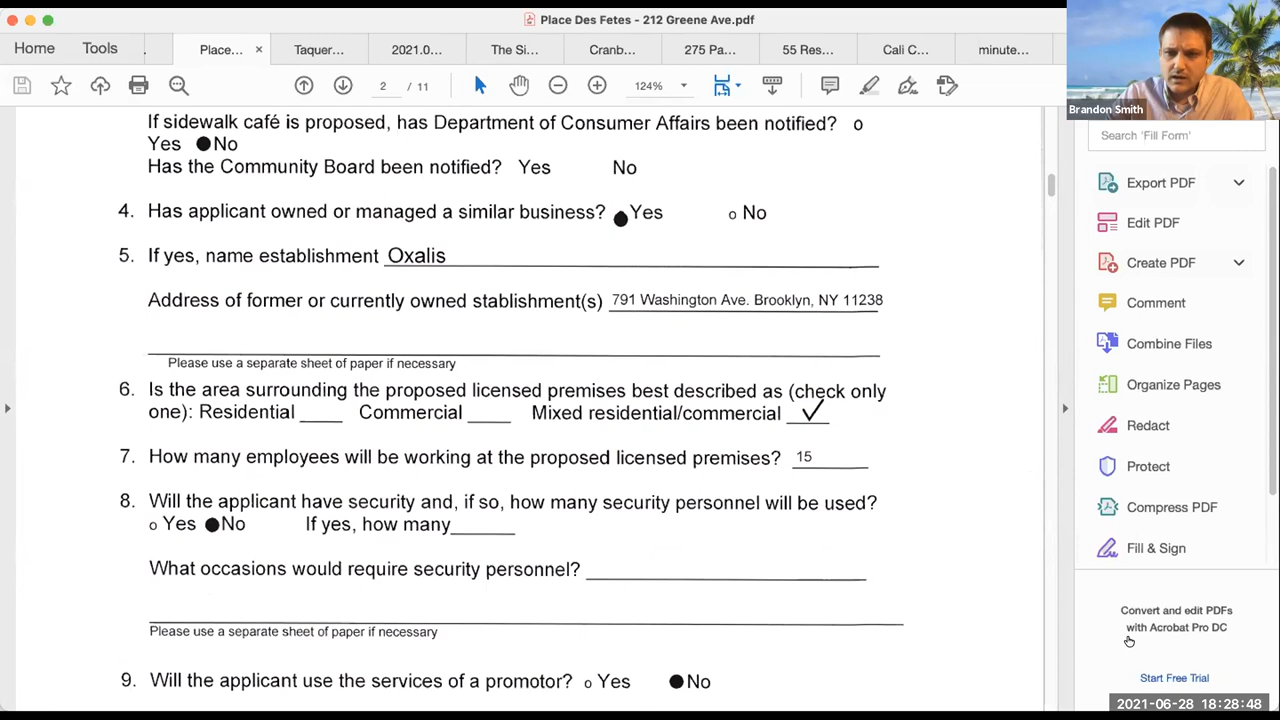 Place Des Fetes - 212 Greene Ave.pdf
Home Tools Place... × Taquer... 2021.0... The Si... Cranb... 275 Pa... 55 Res... Cali C... minute...
2 / 11 124%
Brandon Smith
If sidewalk café is proposed, has Department of Consumer Affairs been notified? o
Yes ●No
Has the Community Board been notified? Yes No
4. Has applicant owned or managed a similar business? ●Yes o No
5. If yes, name establishment Oxalis
Address of former or currently owned stablishment(s) 791 Washington Ave. Brooklyn, NY 11238
Please use a separate sheet of paper if necessary
6. Is the area surrounding the proposed licensed premises best described as (check only
one): Residential ____ Commercial ____ Mixed residential/commercial ✓
7. How many employees will be working at the proposed licensed premises? 15
8. Will the applicant have security and, if so, how many security personnel will be used?
o Yes ●No If yes, how many______
What occasions would require security personnel?
Please use a separate sheet of paper if necessary
9. Will the applicant use the services of a promotor? o Yes ●No
Search 'Fill Form'
Export PDF
Edit PDF
Create PDF
Comment
Combine Files
Organize Pages
Redact
Protect
Compress PDF
Fill & Sign
Convert and edit PDFs
with Acrobat Pro DC
Start Free Trial
2021-06-28 18:28:48